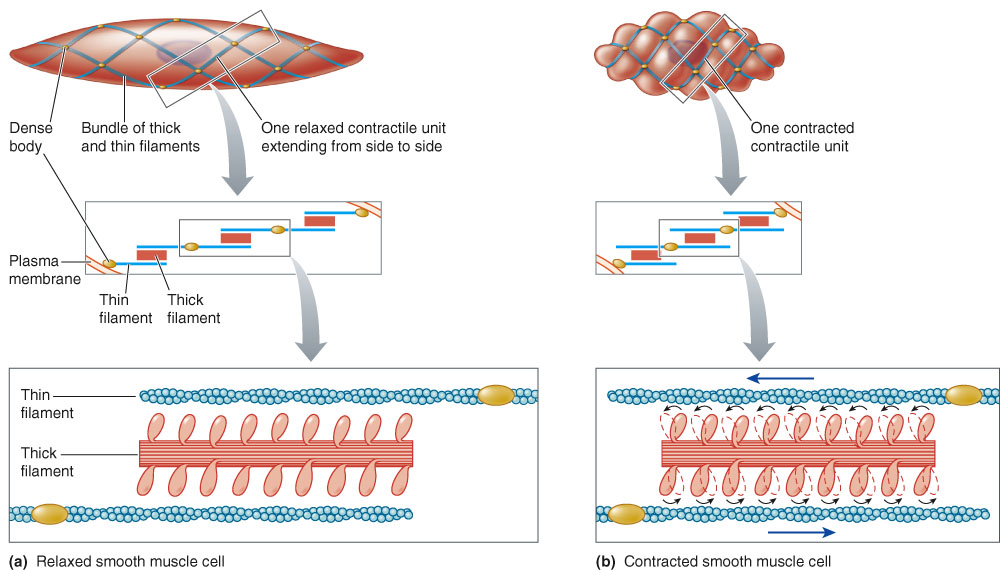 Dense
body
Bundle of thick
and thin filaments
One relaxed contractile unit
extending from side to side
One contracted
contractile unit
Plasma
membrane
Thin
filament
Thick
filament
Thin
filament
Thick
filament
(a) Relaxed smooth muscle cell
(b) Contracted smooth muscle cell